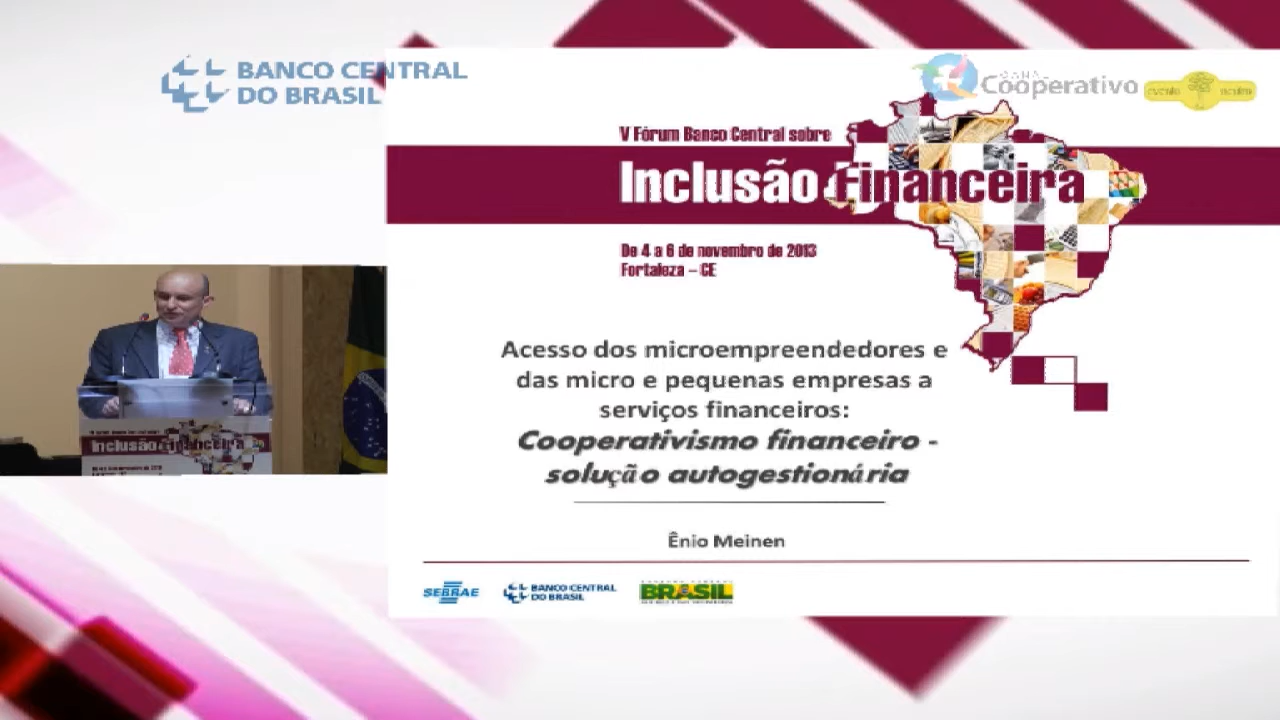 BANCO CENTRAL
DO BRASIL
Cooperativo
evento neutro
V Fórum Banco Central sobre
Inclusão Financeira
De 4 a 6 de novembro de 2013
Fortaleza – CE
Acesso dos microempreendedores e
das micro e pequenas empresas a
serviços financeiros:
Cooperativismo financeiro -
solução autogestionária
Ênio Meinen
SEBRAE
BANCO CENTRAL
DO BRASIL
BRASIL
Inclusão Financeira